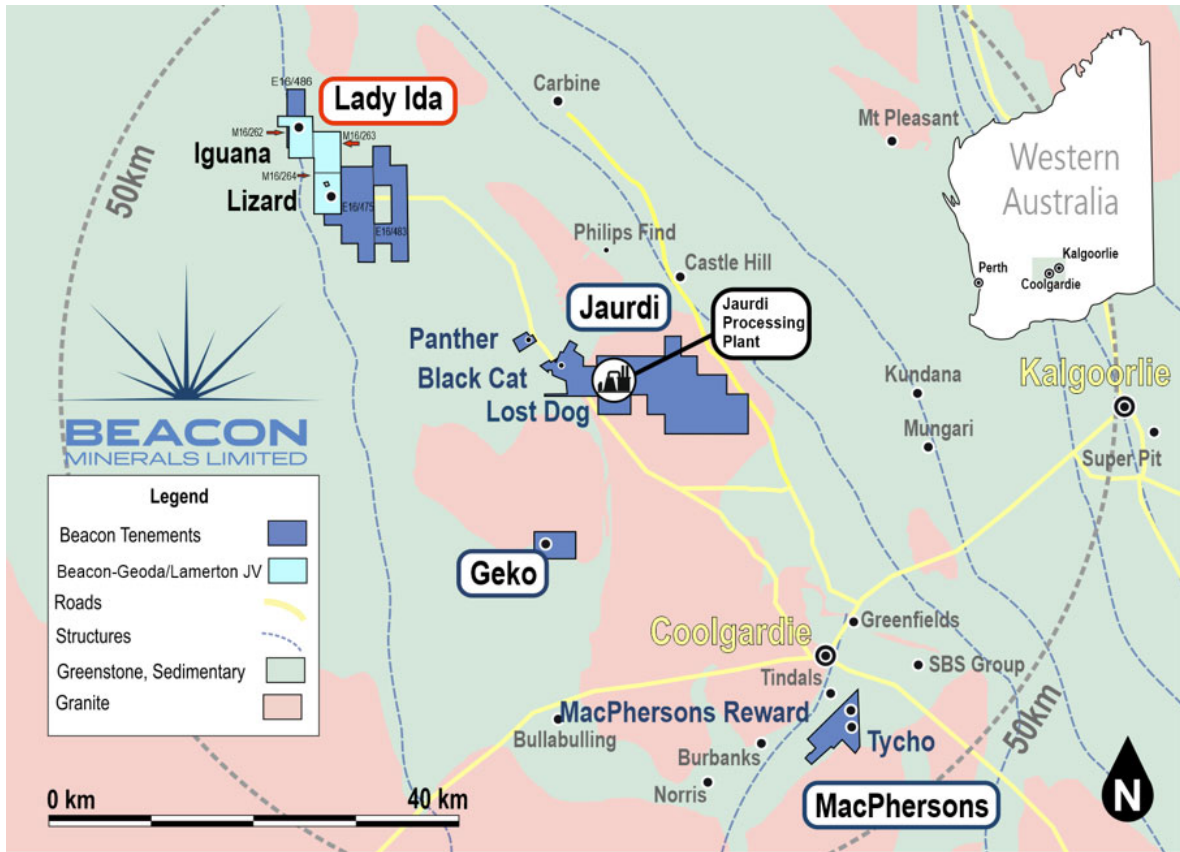 E16/486
Lady Ida
Carbine
Mt Pleasant
M16/262
M16/263
Iguana
M16/264
Lizard
E16/475
E16/483
50km
Western
Australia
Perth
Kalgoorlie
Coolgardie
Philips Find
Castle Hill
Jaurdi
Jaurdi
Processing
Plant
Panther
Black Cat
Lost Dog
Kundana
Kalgoorlie
Mungari
Super Pit
BEACON
MINERALS LIMITED
Legend
Beacon Tenements
Beacon-Geoda/Lamerton JV
Roads
Structures
Greenstone, Sedimentary
Granite
Geko
Coolgardie
Greenfields
SBS Group
Tindals
MacPhersons Reward
Tycho
Bullabulling
Burbanks
Norris
50km
MacPhersons
0 km
40 km
N